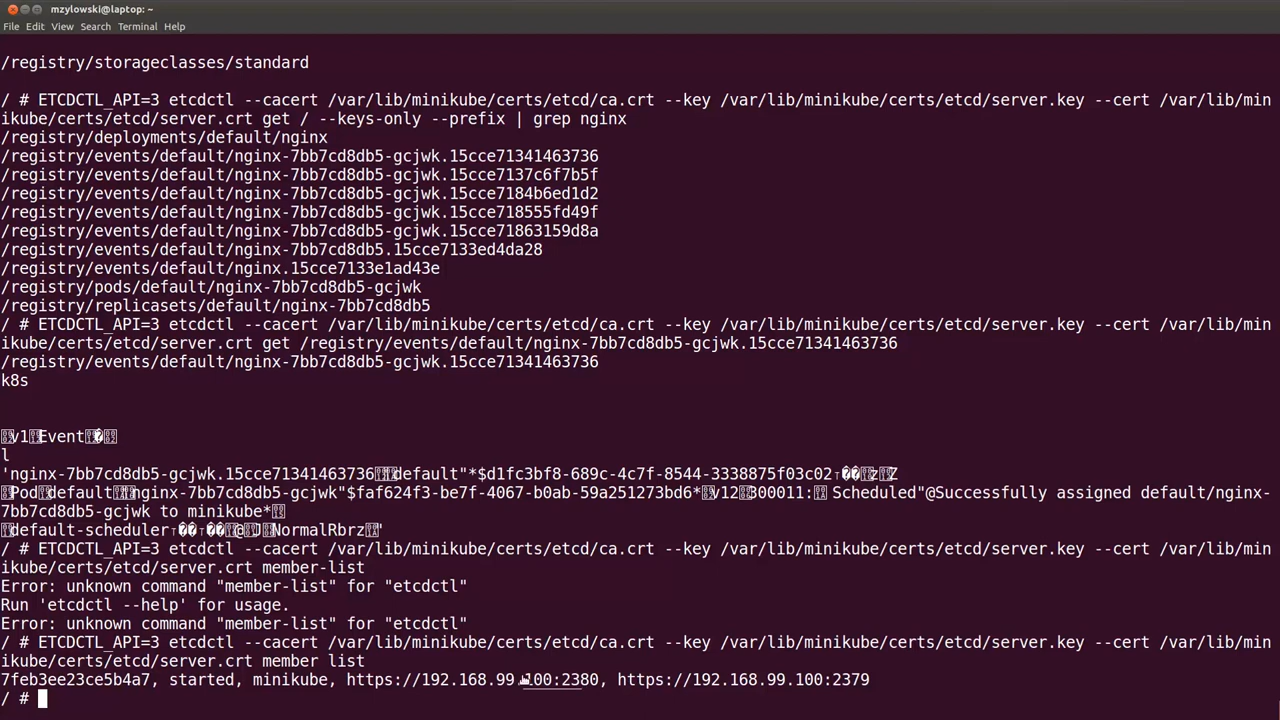 mzylowski@laptop: ~
File Edit View Search Terminal Help
/registry/storageclasses/standard
/ # ETCDCTL_API=3 etcdctl --cacert /var/lib/minikube/certs/etcd/ca.crt --key /var/lib/minikube/certs/etcd/server.key --cert /var/lib/min
ikube/certs/etcd/server.crt get / --keys-only --prefix | grep nginx
/registry/deployments/default/nginx
/registry/events/default/nginx-7bb7cd8db5-gcjwk.15cce71341463736
/registry/events/default/nginx-7bb7cd8db5-gcjwk.15cce7137c6f7b5f
/registry/events/default/nginx-7bb7cd8db5-gcjwk.15cce7184b6ed1d2
/registry/events/default/nginx-7bb7cd8db5-gcjwk.15cce718555fd49f
/registry/events/default/nginx-7bb7cd8db5-gcjwk.15cce71863159d8a
/registry/events/default/nginx-7bb7cd8db5.15cce7133ed4da28
/registry/events/default/nginx.15cce7133e1ad43e
/registry/pods/default/nginx-7bb7cd8db5-gcjwk
/registry/replicasets/default/nginx-7bb7cd8db5
/ # ETCDCTL_API=3 etcdctl --cacert /var/lib/minikube/certs/etcd/ca.crt --key /var/lib/minikube/certs/etcd/server.key --cert /var/lib/min
ikube/certs/etcd/server.crt get /registry/events/default/nginx-7bb7cd8db5-gcjwk.15cce71341463736
/registry/events/default/nginx-7bb7cd8db5-gcjwk.15cce71341463736
k8s
v1 Event �
l
'nginx-7bb7cd8db5-gcjwk.15cce71341463736 default"*$d1fc3bf8-689c-4c7f-8544-3338875f03c02 �� z Z
Pod default" nginx-7bb7cd8db5-gcjwk"$faf624f3-be7f-4067-b0ab-59a251273bd6* v12 300011: Scheduled"@Successfully assigned default/nginx-
7bb7cd8db5-gcjwk to minikube*
default-scheduler �� �� @ J NormalRbrz "
/ # ETCDCTL_API=3 etcdctl --cacert /var/lib/minikube/certs/etcd/ca.crt --key /var/lib/minikube/certs/etcd/server.key --cert /var/lib/min
ikube/certs/etcd/server.crt member-list
Error: unknown command "member-list" for "etcdctl"
Run 'etcdctl --help' for usage.
Error: unknown command "member-list" for "etcdctl"
/ # ETCDCTL_API=3 etcdctl --cacert /var/lib/minikube/certs/etcd/ca.crt --key /var/lib/minikube/certs/etcd/server.key --cert /var/lib/min
ikube/certs/etcd/server.crt member list
7feb3ee23ce5b4a7, started, minikube, https://192.168.99.100:2380, https://192.168.99.100:2379
/ #